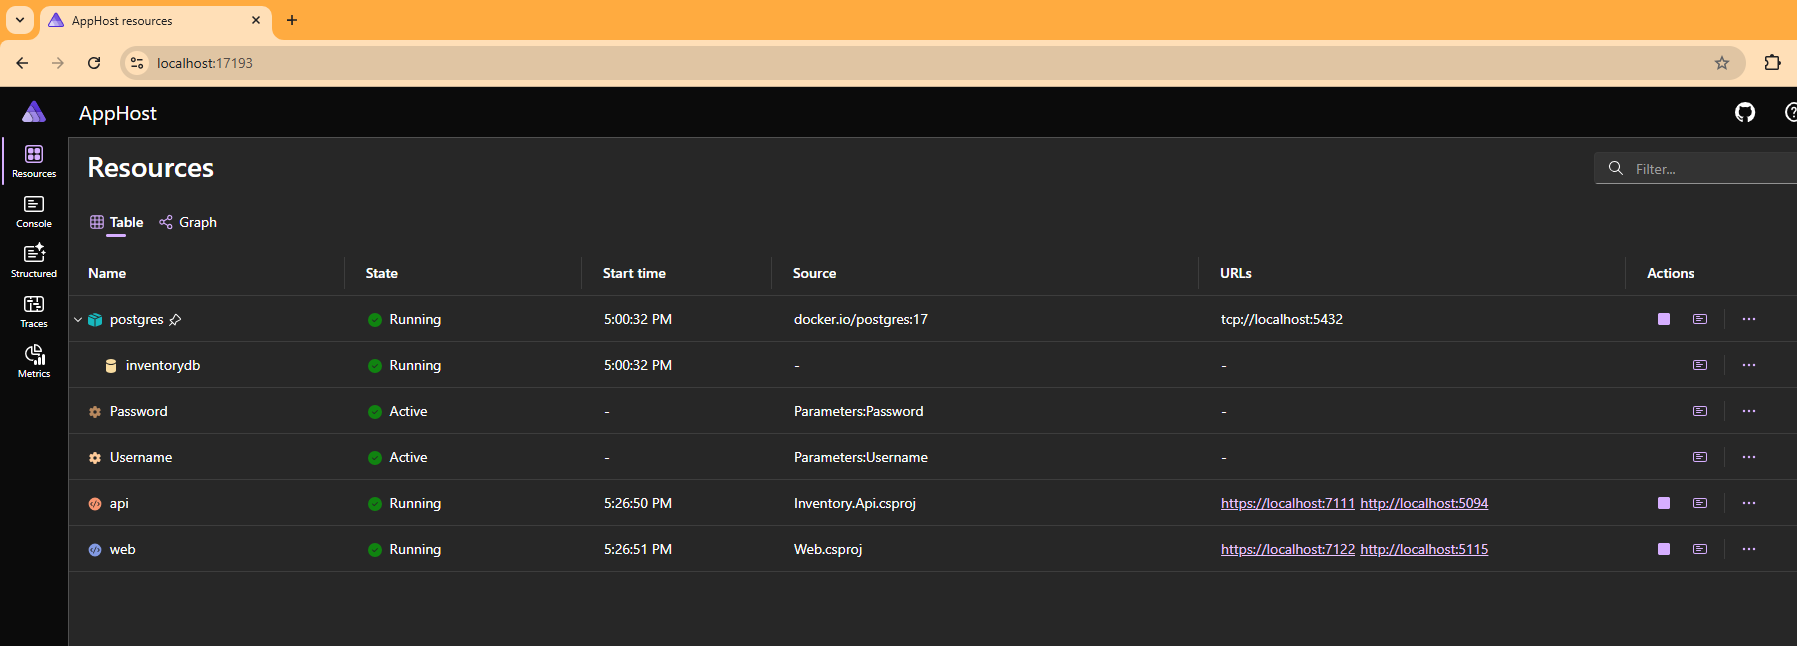 AppHost resources
localhost:17193
AppHost
Resources
Console
Structured
Traces
Metrics
Resources
Filter...
Table Graph
Name State Start time Source URLs Actions
postgres Running 5:00:32 PM docker.io/postgres:17 tcp://localhost:5432
inventorydb Running 5:00:32 PM - -
Password Active - Parameters:Password -
Username Active - Parameters:Username -
api Running 5:26:50 PM Inventory.Api.csproj https://localhost:7111 http://localhost:5094
web Running 5:26:51 PM Web.csproj https://localhost:7122 http://localhost:5115